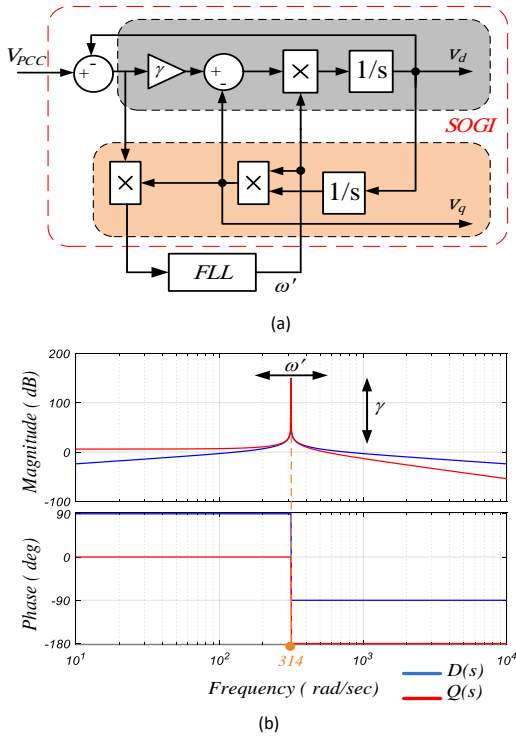 V_PCC
+
-
γ
+
-
×
1/s
v_d
SOGI
×
×
1/s
v_q
FLL
ω'
(a)
Magnitude ( dB)
200
100
0
-100
ω'
γ
Phase ( deg)
90
0
-90
-180
10^1
10^2
314
10^3
10^4
Frequency ( rad/sec)
D(s)
Q(s)
(b)